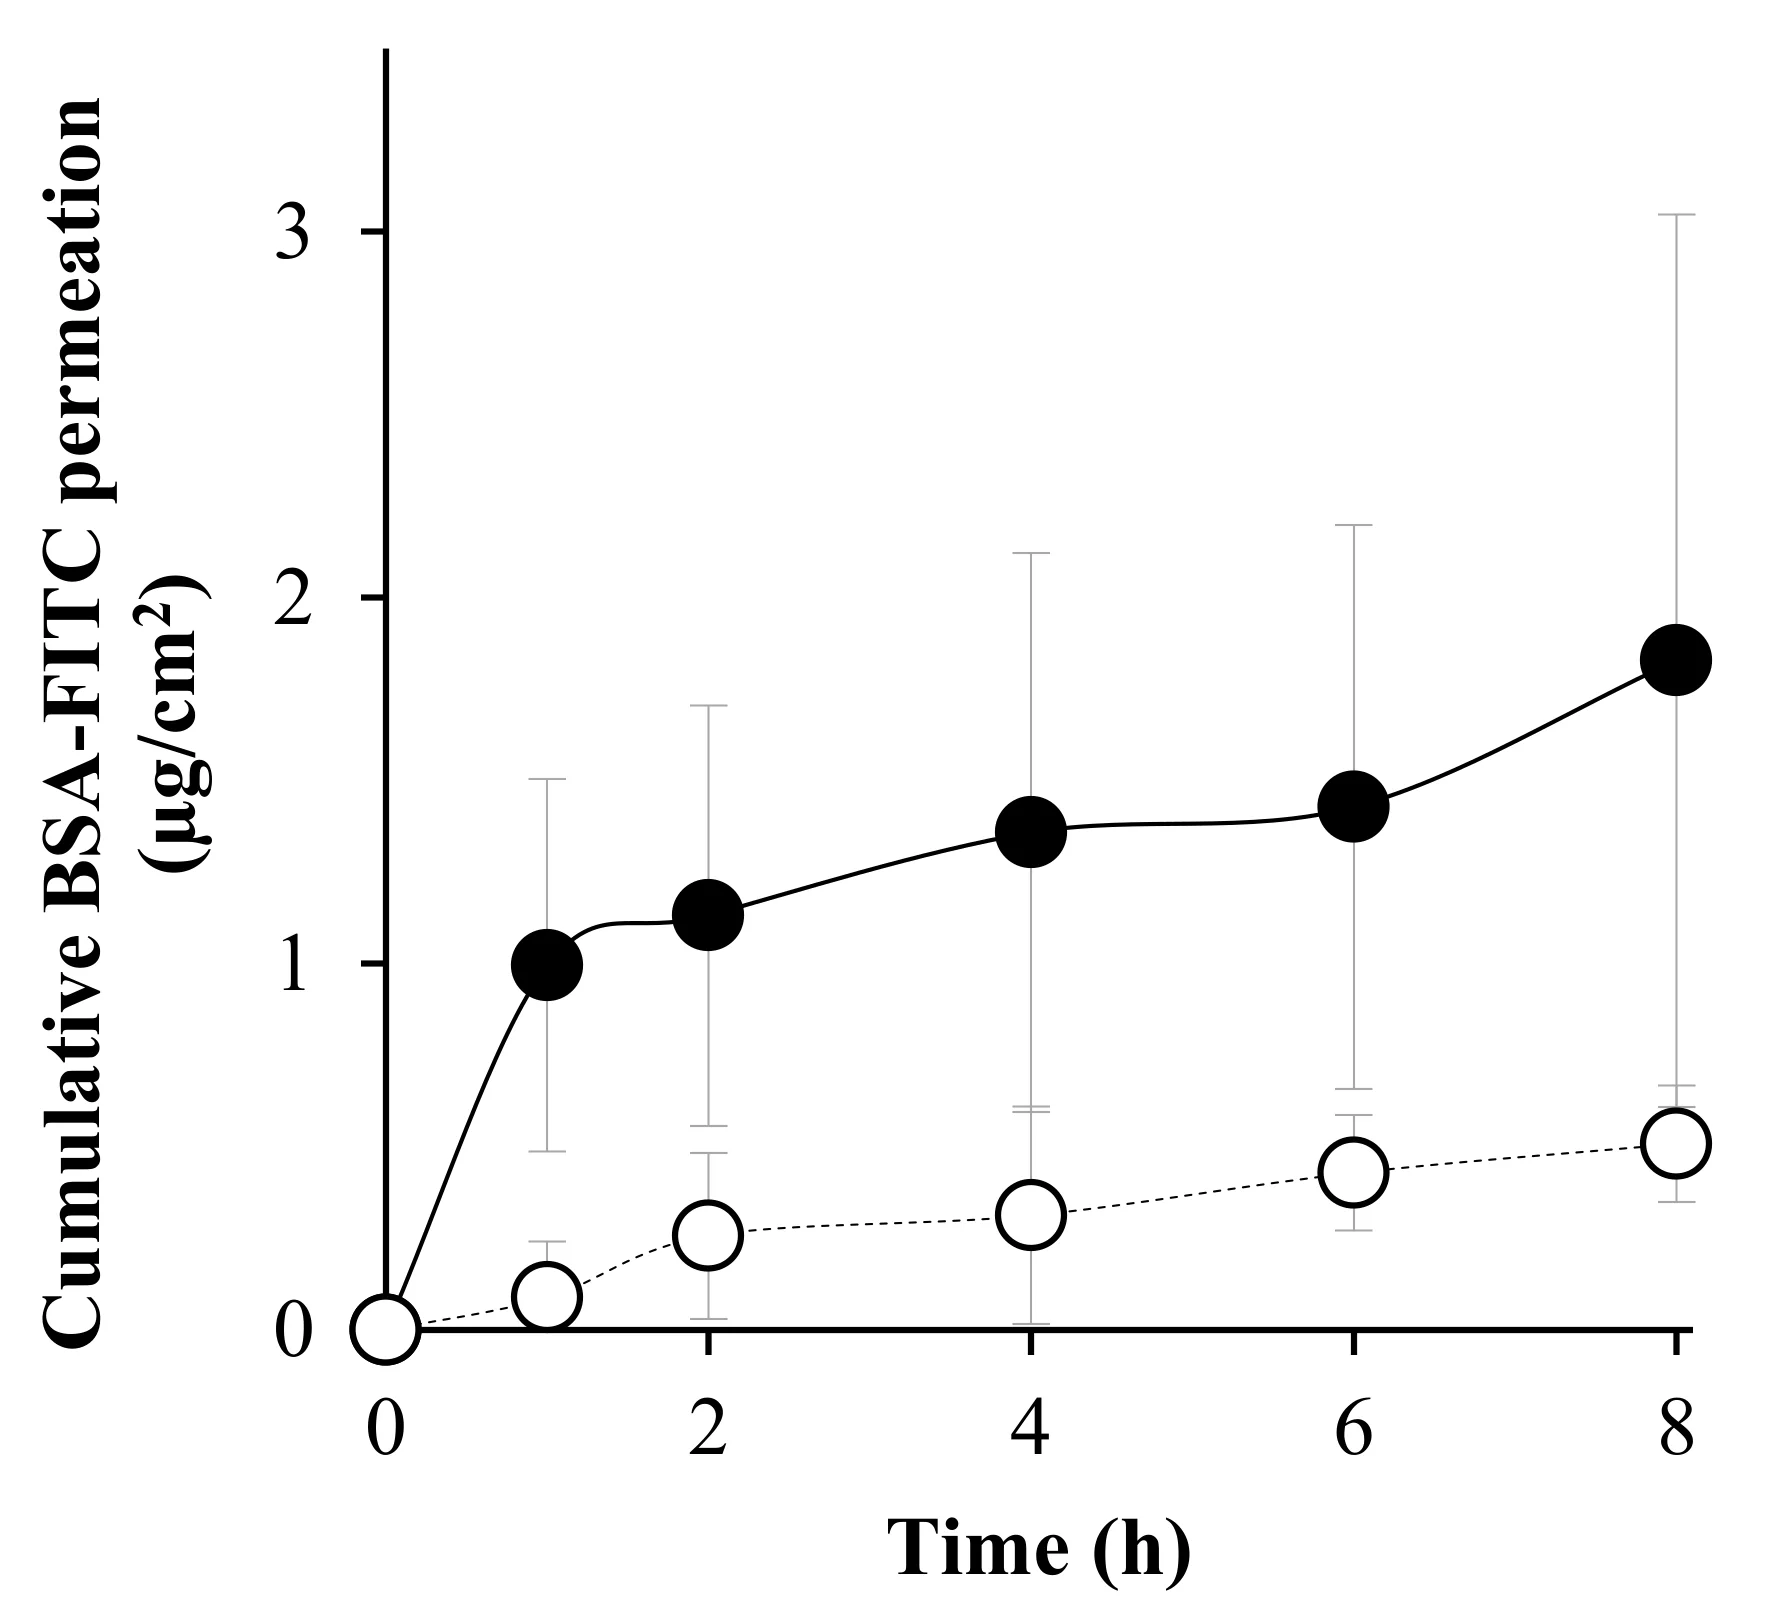 Cumulative BSA-FITC permeation
(µg/cm²)
3
2
1
0
0 2 4 6 8
Time (h)